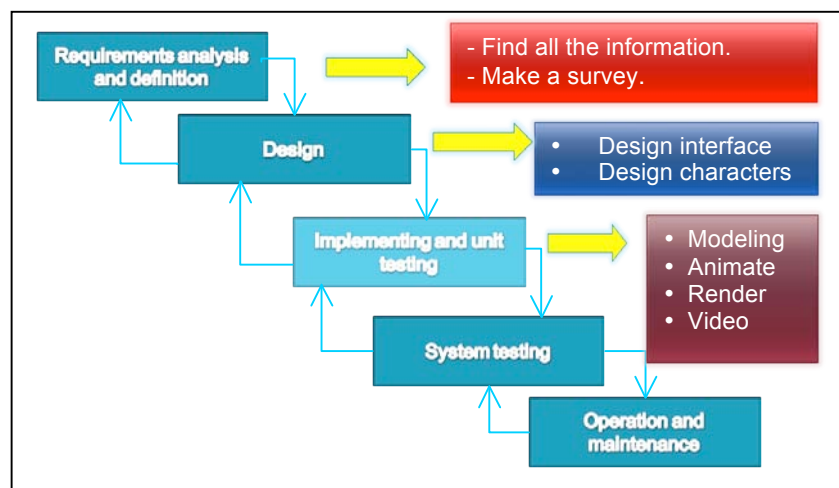 Requirements analysis
and definition
- Find all the information.
- Make a survey.
Design
• Design interface
• Design characters
Implementing and unit
testing
• Modeling
• Animate
• Render
• Video
System testing
Operation and
maintenance